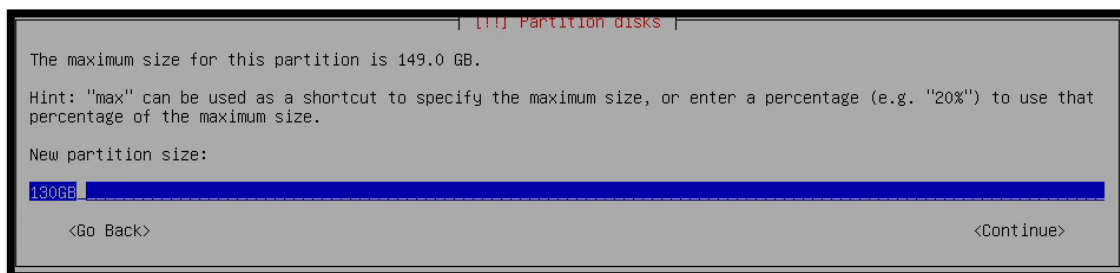 [!!] Partition disks
The maximum size for this partition is 149.0 GB.
Hint: "max" can be used as a shortcut to specify the maximum size, or enter a percentage (e.g. "20%") to use that
percentage of the maximum size.
New partition size:
130GB
<Go Back> <Continue>